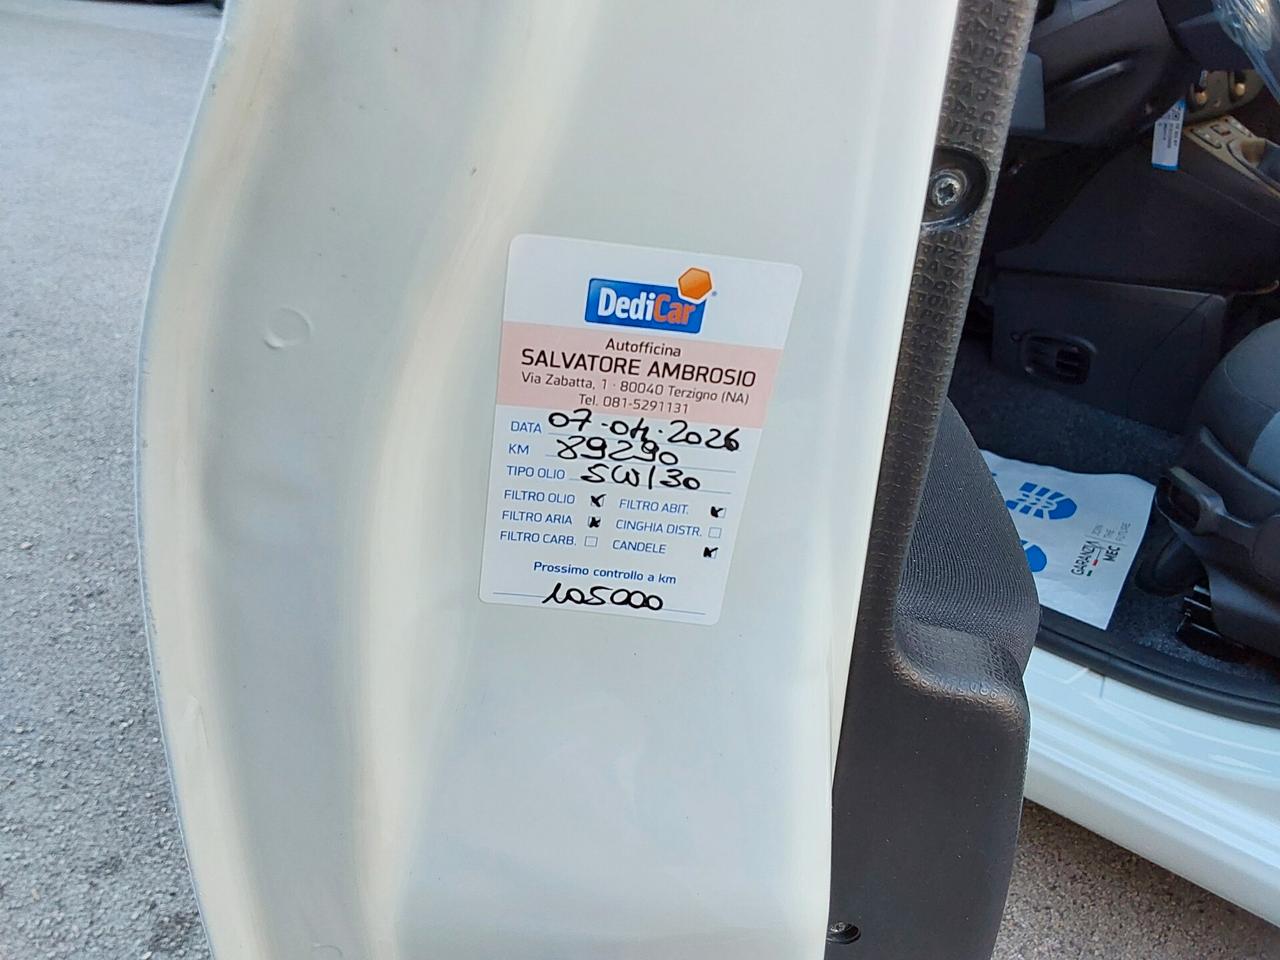 DediCar
Autofficina
SALVATORE AMBROSIO
Via Zabatta, 1 · 80040 Terzigno (NA)
Tel. 081-5291131
DATA 07-04-2026
KM 89290
TIPO OLIO 5W/30
FILTRO OLIO FILTRO ABIT.
FILTRO ARIA CINGHIA DISTR.
FILTRO CARB. CANDELE
Prossimo controllo a km
105000
GARANZIA
MEC